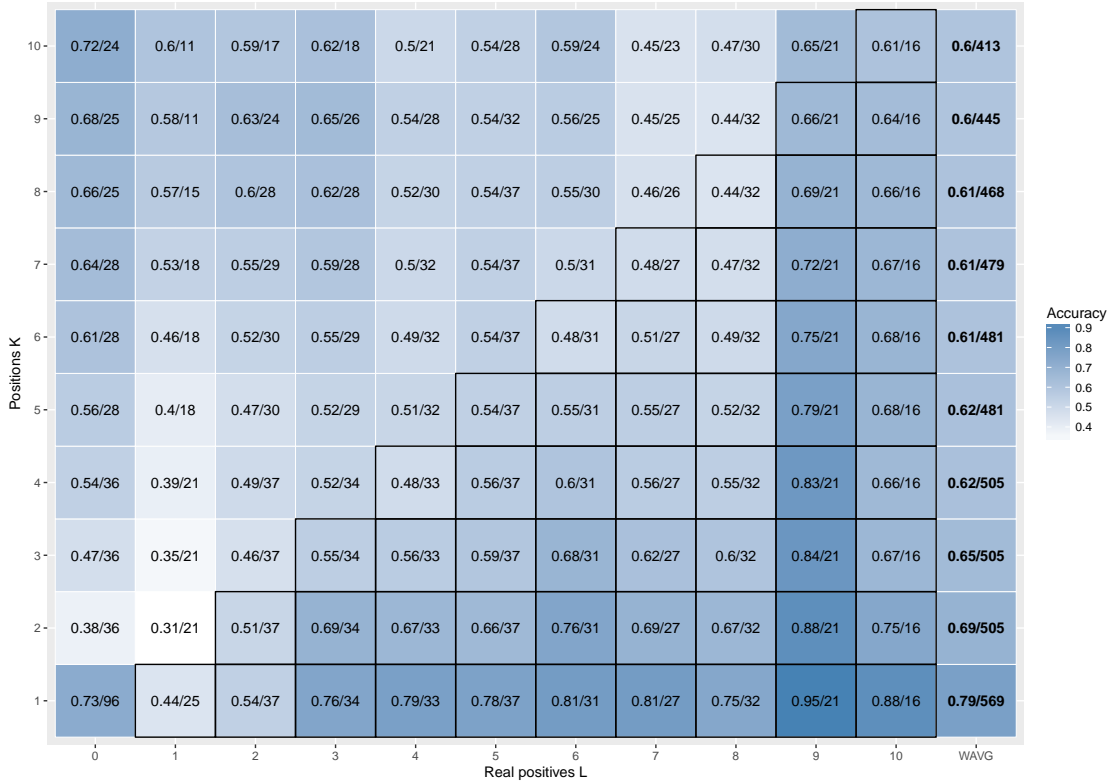 10 0.72/24 0.6/11 0.59/17 0.62/18 0.5/21 0.54/28 0.59/24 0.45/23 0.47/30 0.65/21 0.61/16 0.6/413
9 0.68/25 0.58/11 0.63/24 0.65/26 0.54/28 0.54/32 0.56/25 0.45/25 0.44/32 0.66/21 0.64/16 0.6/445
8 0.66/25 0.57/15 0.6/28 0.62/28 0.52/30 0.54/37 0.55/30 0.46/26 0.44/32 0.69/21 0.66/16 0.61/468
7 0.64/28 0.53/18 0.55/29 0.59/28 0.5/32 0.54/37 0.5/31 0.48/27 0.47/32 0.72/21 0.67/16 0.61/479
6 0.61/28 0.46/18 0.52/30 0.55/29 0.49/32 0.54/37 0.48/31 0.51/27 0.49/32 0.75/21 0.68/16 0.61/481
5 0.56/28 0.4/18 0.47/30 0.52/29 0.51/32 0.54/37 0.55/31 0.55/27 0.52/32 0.79/21 0.68/16 0.62/481
4 0.54/36 0.39/21 0.49/37 0.52/34 0.48/33 0.56/37 0.6/31 0.56/27 0.55/32 0.83/21 0.66/16 0.62/505
3 0.47/36 0.35/21 0.46/37 0.55/34 0.56/33 0.59/37 0.68/31 0.62/27 0.6/32 0.84/21 0.67/16 0.65/505
2 0.38/36 0.31/21 0.51/37 0.69/34 0.67/33 0.66/37 0.76/31 0.69/27 0.67/32 0.88/21 0.75/16 0.69/505
1 0.73/96 0.44/25 0.54/37 0.76/34 0.79/33 0.78/37 0.81/31 0.81/27 0.75/32 0.95/21 0.88/16 0.79/569
0 1 2 3 4 5 6 7 8 9 10 WAVG
Real positives L
Positions K
Accuracy
0.9
0.8
0.7
0.6
0.5
0.4